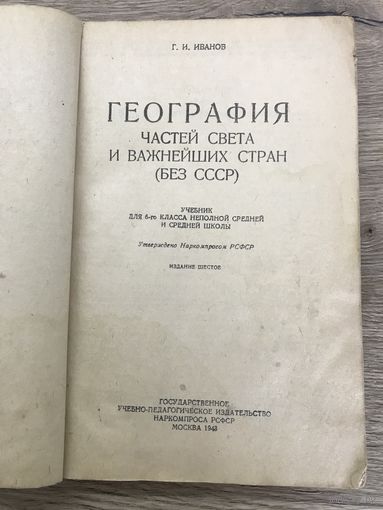 Г. И. ИВАНОВ
ГЕОГРАФИЯ
ЧАСТЕЙ СВЕТА
И ВАЖНЕЙШИХ СТРАН
(БЕЗ СССР)
УЧЕБНИК
ДЛЯ 6-го КЛАССА НЕПОЛНОЙ СРЕДНЕЙ
И СРЕДНЕЙ ШКОЛЫ
Утверждено Наркомпросом РСФСР
ИЗДАНИЕ ШЕСТОЕ
ГОСУДАРСТВЕННОЕ
УЧЕБНО-ПЕДАГОГИЧЕСКОЕ ИЗДАТЕЛЬСТВО
НАРКОМПРОСА РСФСР
МОСКВА 1943